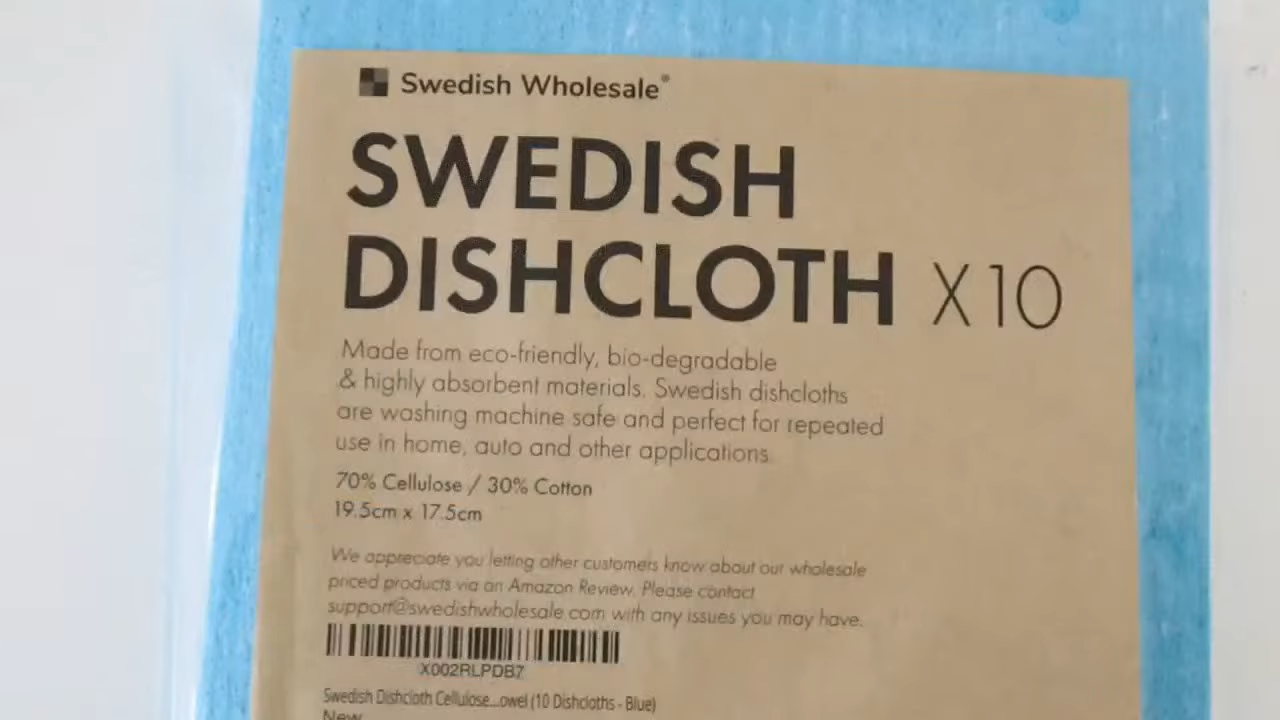 Swedish Wholesale®
SWEDISH
DISHCLOTH X10
Made from eco-friendly, bio-degradable
& highly absorbent materials. Swedish dishcloths
are washing machine safe and perfect for repeated
use in home, auto and other applications.
70% Cellulose / 30% Cotton
19.5cm x 17.5cm
We appreciate you letting other customers know about our wholesale
priced products via an Amazon Review. Please contact
support@swedishwholesale.com with any issues you may have.
X002RLPDB7
Swedish Dishcloth Cellulose...owel (10 Dishcloths - Blue)
New